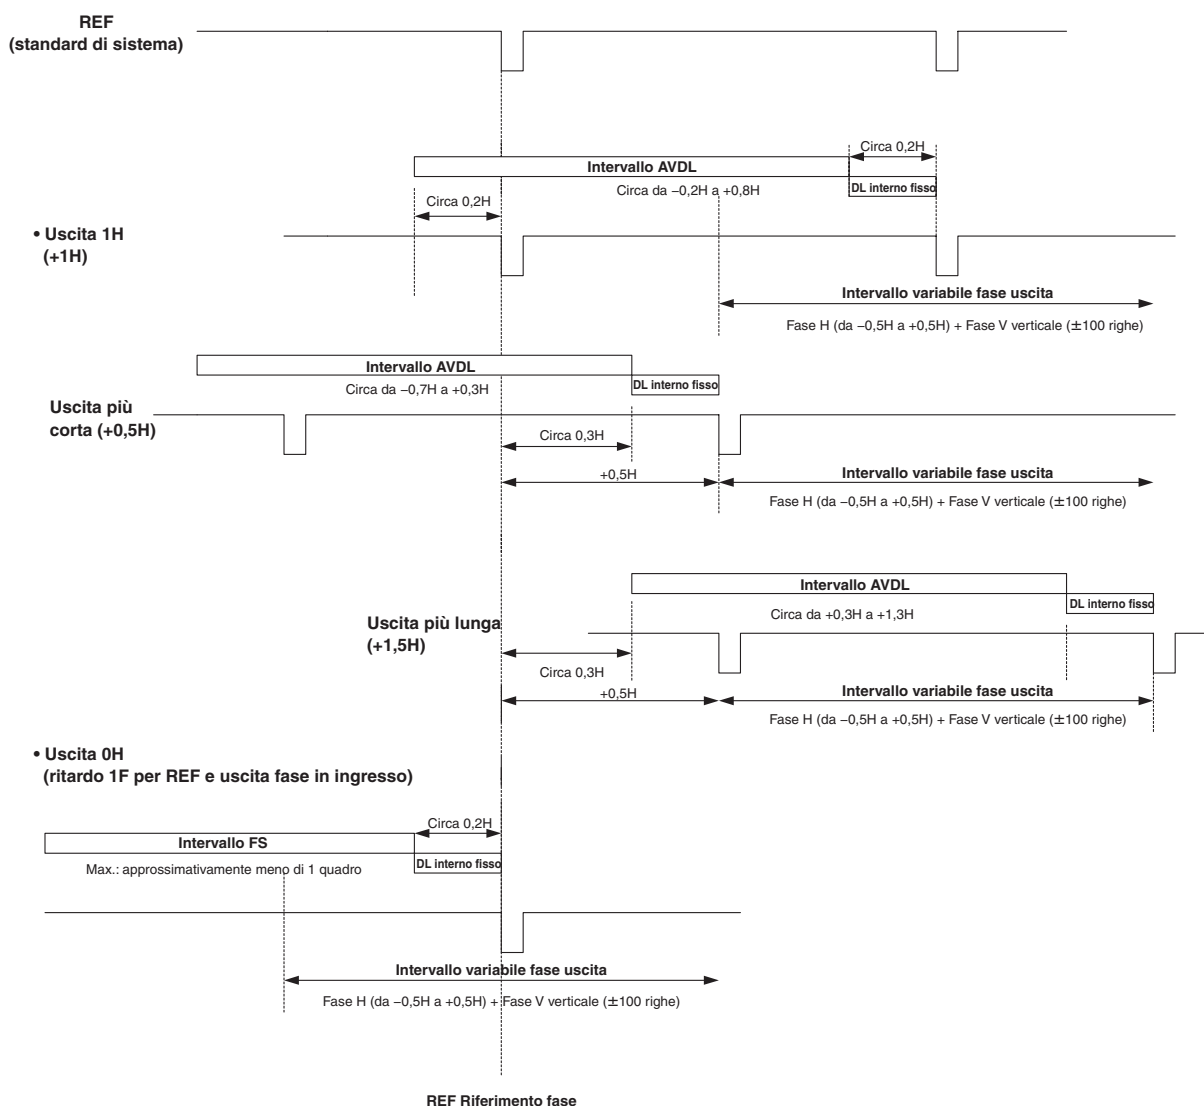 REF
(standard di sistema)
Circa 0,2H
Intervallo AVDL
DL interno fisso
Circa da −0,2H a +0,8H
Circa 0,2H
• Uscita 1H
(+1H)
Intervallo variabile fase uscita
Fase H (da −0,5H a +0,5H) + Fase V verticale (±100 righe)
Intervallo AVDL
DL interno fisso
Circa da −0,7H a +0,3H
Uscita più
corta (+0,5H)
Circa 0,3H
+0,5H
Intervallo variabile fase uscita
Fase H (da −0,5H a +0,5H) + Fase V verticale (±100 righe)
Intervallo AVDL
DL interno fisso
Circa da +0,3H a +1,3H
Uscita più lunga
(+1,5H)
Circa 0,3H
+0,5H
Intervallo variabile fase uscita
Fase H (da −0,5H a +0,5H) + Fase V verticale (±100 righe)
• Uscita 0H
(ritardo 1F per REF e uscita fase in ingresso)
Circa 0,2H
Intervallo FS
DL interno fisso
Max.: approssimativamente meno di 1 quadro
Intervallo variabile fase uscita
Fase H (da −0,5H a +0,5H) + Fase V verticale (±100 righe)
REF Riferimento fase